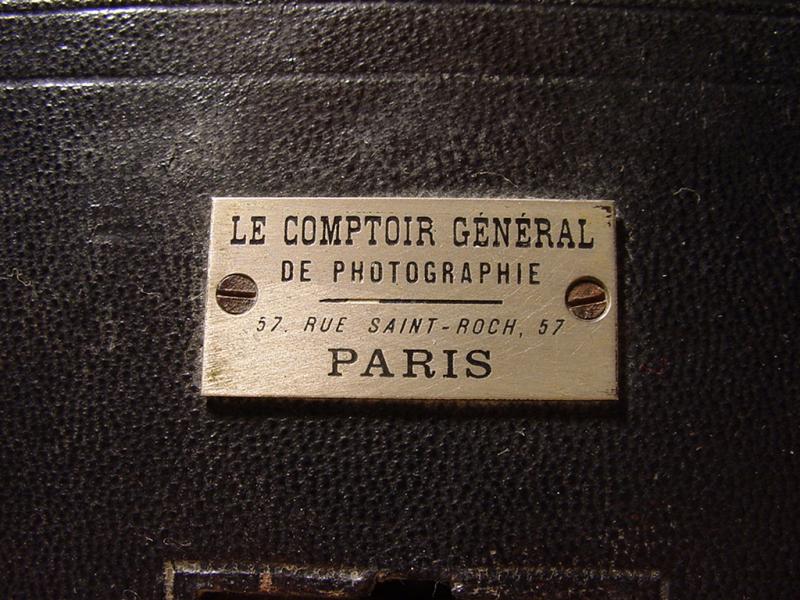 LE COMPTOIR GÉNÉRAL
DE PHOTOGRAPHIE
57. RUE SAINT-ROCH, 57
PARIS